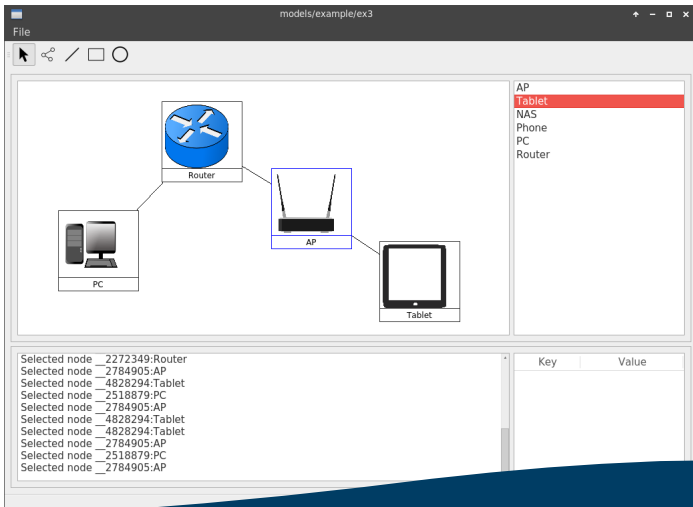 models/example/ex3
File
Router
AP
PC
Tablet
AP
Tablet
NAS
Phone
PC
Router
Selected node __2272349:Router
Selected node __2784905:AP
Selected node __4828294:Tablet
Selected node __2518879:PC
Selected node __2784905:AP
Selected node __4828294:Tablet
Selected node __4828294:Tablet
Selected node __2784905:AP
Selected node __2518879:PC
Selected node __2784905:AP
Key Value